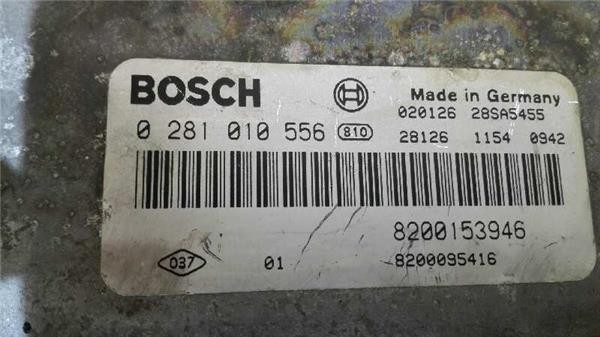 BOSCH Made in Germany
020126 28SA5455
0 281 010 556 810 28126 1154 0942
8200153946
037 01 8200095416